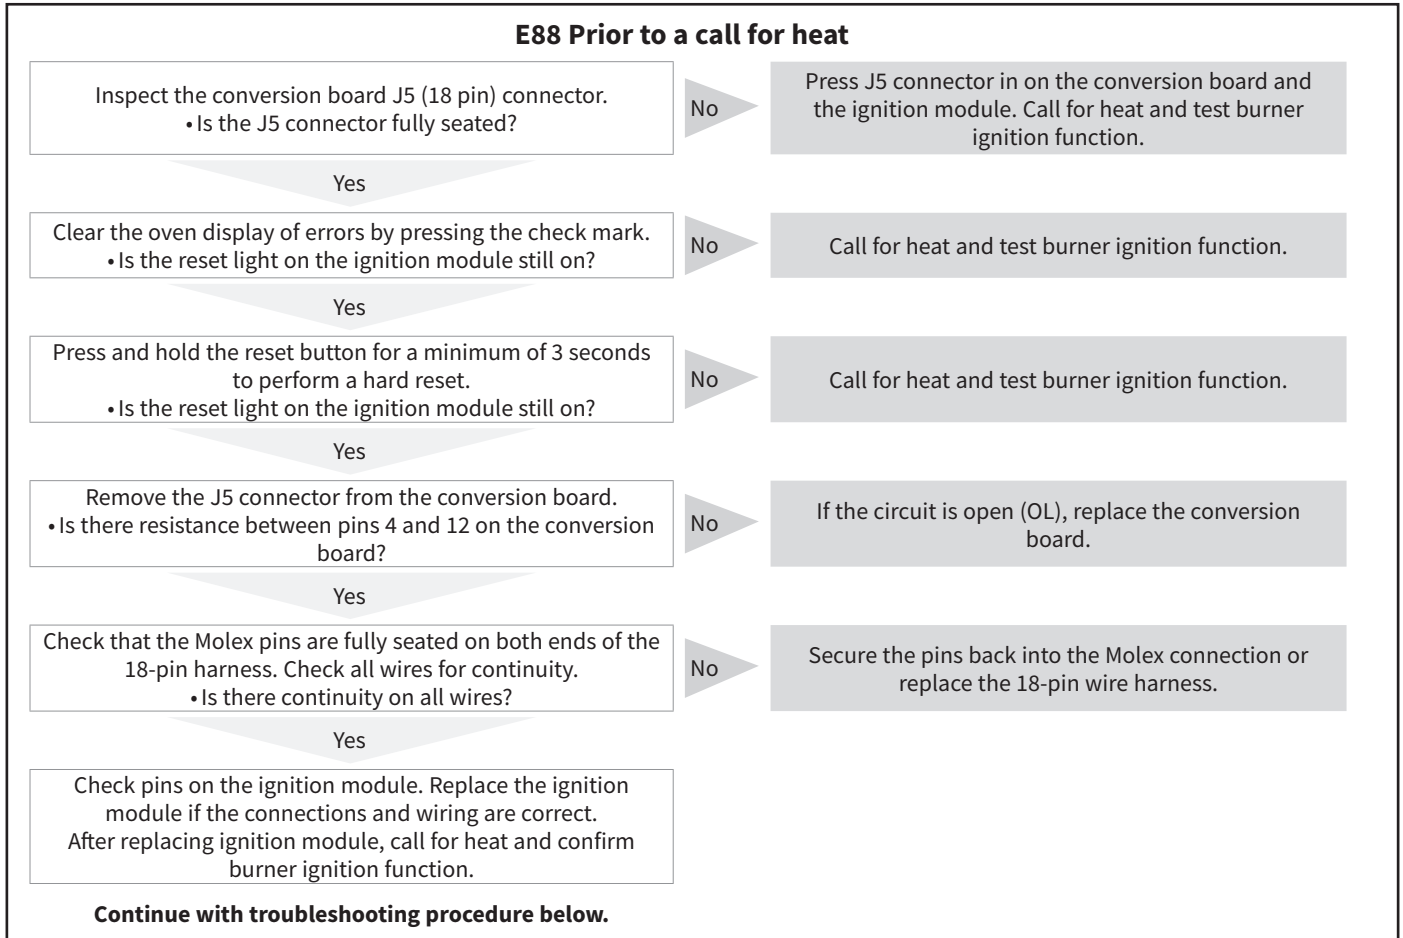 E88 Prior to a call for heat
Inspect the conversion board J5 (18 pin) connector.
• Is the J5 connector fully seated?
No
Press J5 connector in on the conversion board and
the ignition module. Call for heat and test burner
ignition function.
Yes
Clear the oven display of errors by pressing the check mark.
• Is the reset light on the ignition module still on?
No
Call for heat and test burner ignition function.
Yes
Press and hold the reset button for a minimum of 3 seconds
to perform a hard reset.
• Is the reset light on the ignition module still on?
No
Call for heat and test burner ignition function.
Yes
Remove the J5 connector from the conversion board.
• Is there resistance between pins 4 and 12 on the conversion
board?
No
If the circuit is open (OL), replace the conversion
board.
Yes
Check that the Molex pins are fully seated on both ends of the
18-pin harness. Check all wires for continuity.
• Is there continuity on all wires?
No
Secure the pins back into the Molex connection or
replace the 18-pin wire harness.
Yes
Check pins on the ignition module. Replace the ignition
module if the connections and wiring are correct.
After replacing ignition module, call for heat and confirm
burner ignition function.
Continue with troubleshooting procedure below.